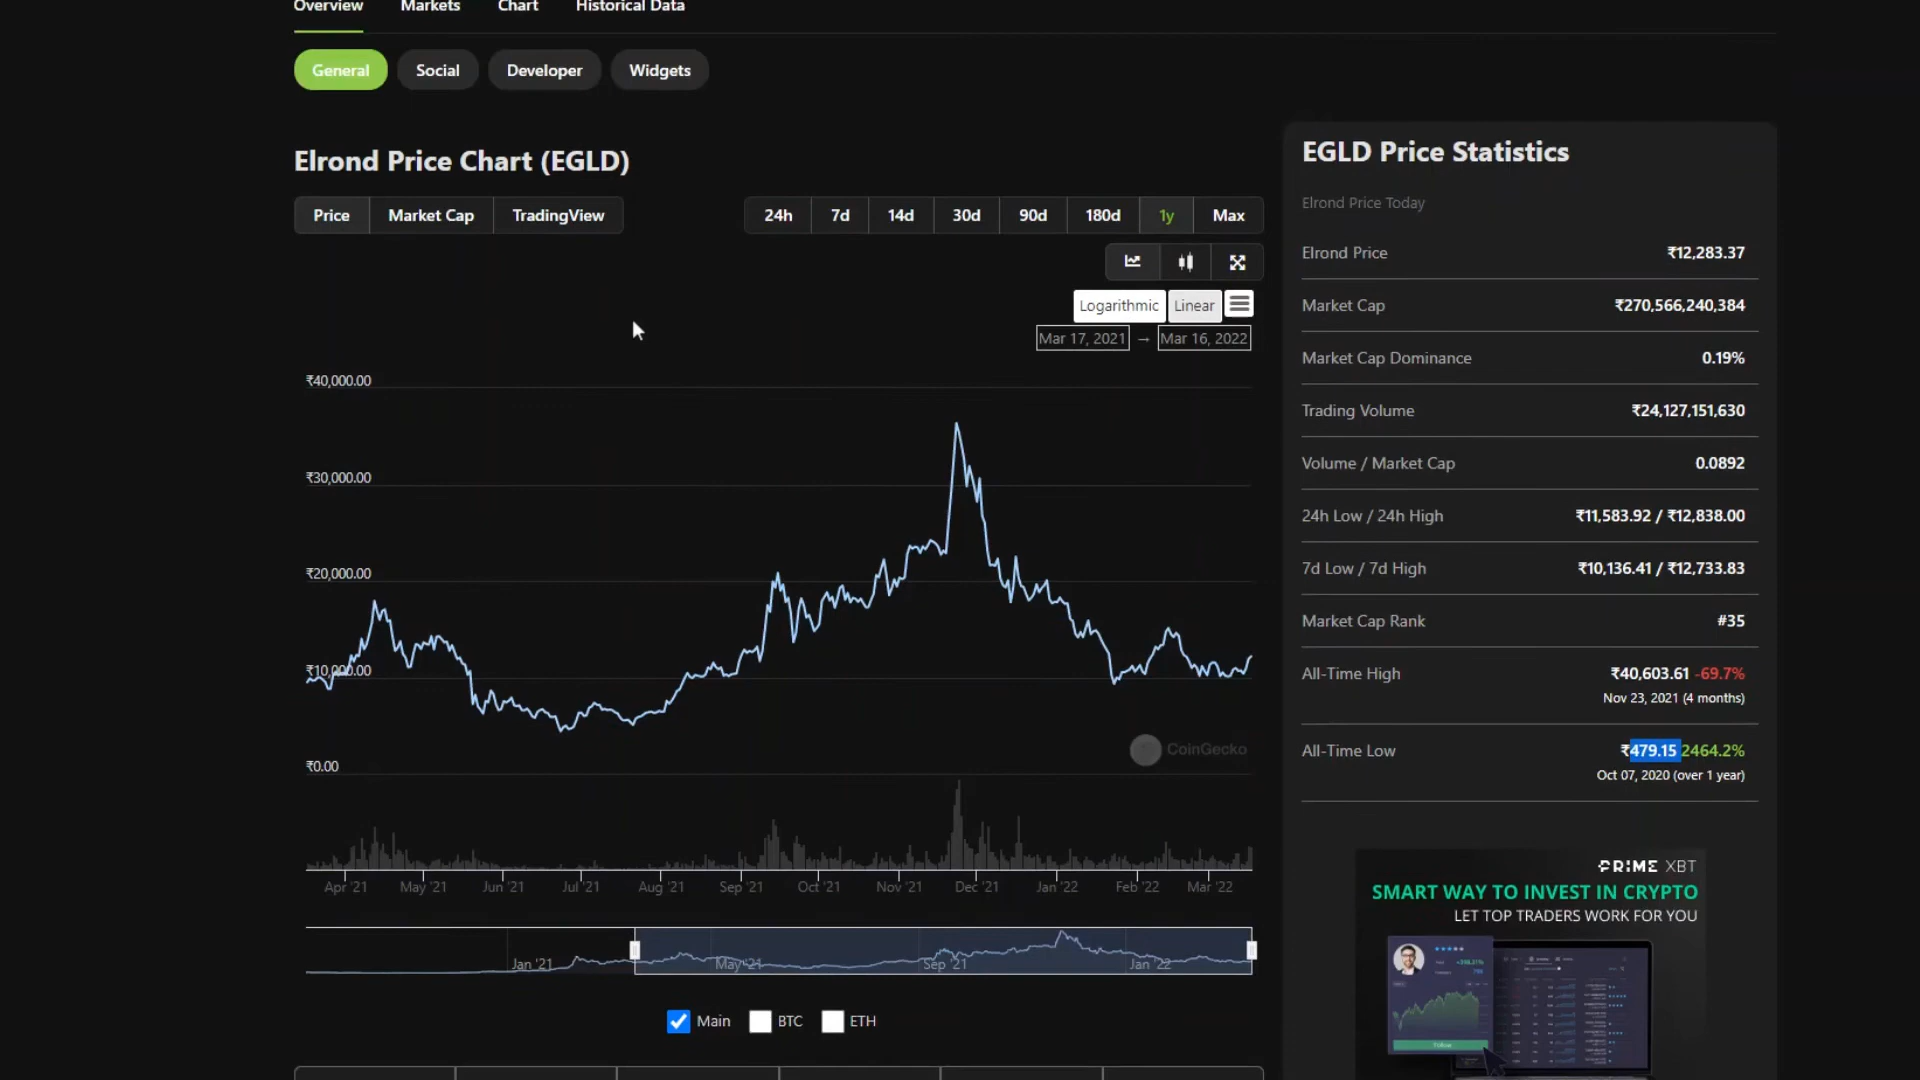 Overview Markets Chart Historical Data
General Social Developer Widgets
Elrond Price Chart (EGLD)
Price Market Cap TradingView
24h 7d 14d 30d 90d 180d 1y Max
Logarithmic Linear
Mar 17, 2021 → Mar 16, 2022
₹40,000.00
₹30,000.00
₹20,000.00
₹10,000.00
₹0.00
CoinGecko
Apr '21 May '21 Jun '21 Jul '21 Aug '21 Sep '21 Oct '21 Nov '21 Dec '21 Jan '22 Feb '22 Mar '22
Jan '21 May '21 Sep '21 Jan '22
Main BTC ETH
EGLD Price Statistics
Elrond Price Today
Elrond Price ₹12,283.37
Market Cap ₹270,566,240,384
Market Cap Dominance 0.19%
Trading Volume ₹24,127,151,630
Volume / Market Cap 0.0892
24h Low / 24h High ₹11,583.92 / ₹12,838.00
7d Low / 7d High ₹10,136.41 / ₹12,733.83
Market Cap Rank #35
All-Time High ₹40,603.61 -69.7%
Nov 23, 2021 (4 months)
All-Time Low ₹479.15 2464.2%
Oct 07, 2020 (over 1 year)
PRIME XBT
SMART WAY TO INVEST IN CRYPTO
LET TOP TRADERS WORK FOR YOU